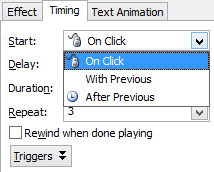 Effect Timing Text Animation
Start: On Click
Delay: On Click
With Previous
Duration:
After Previous
Repeat: 3
Rewind when done playing
Triggers